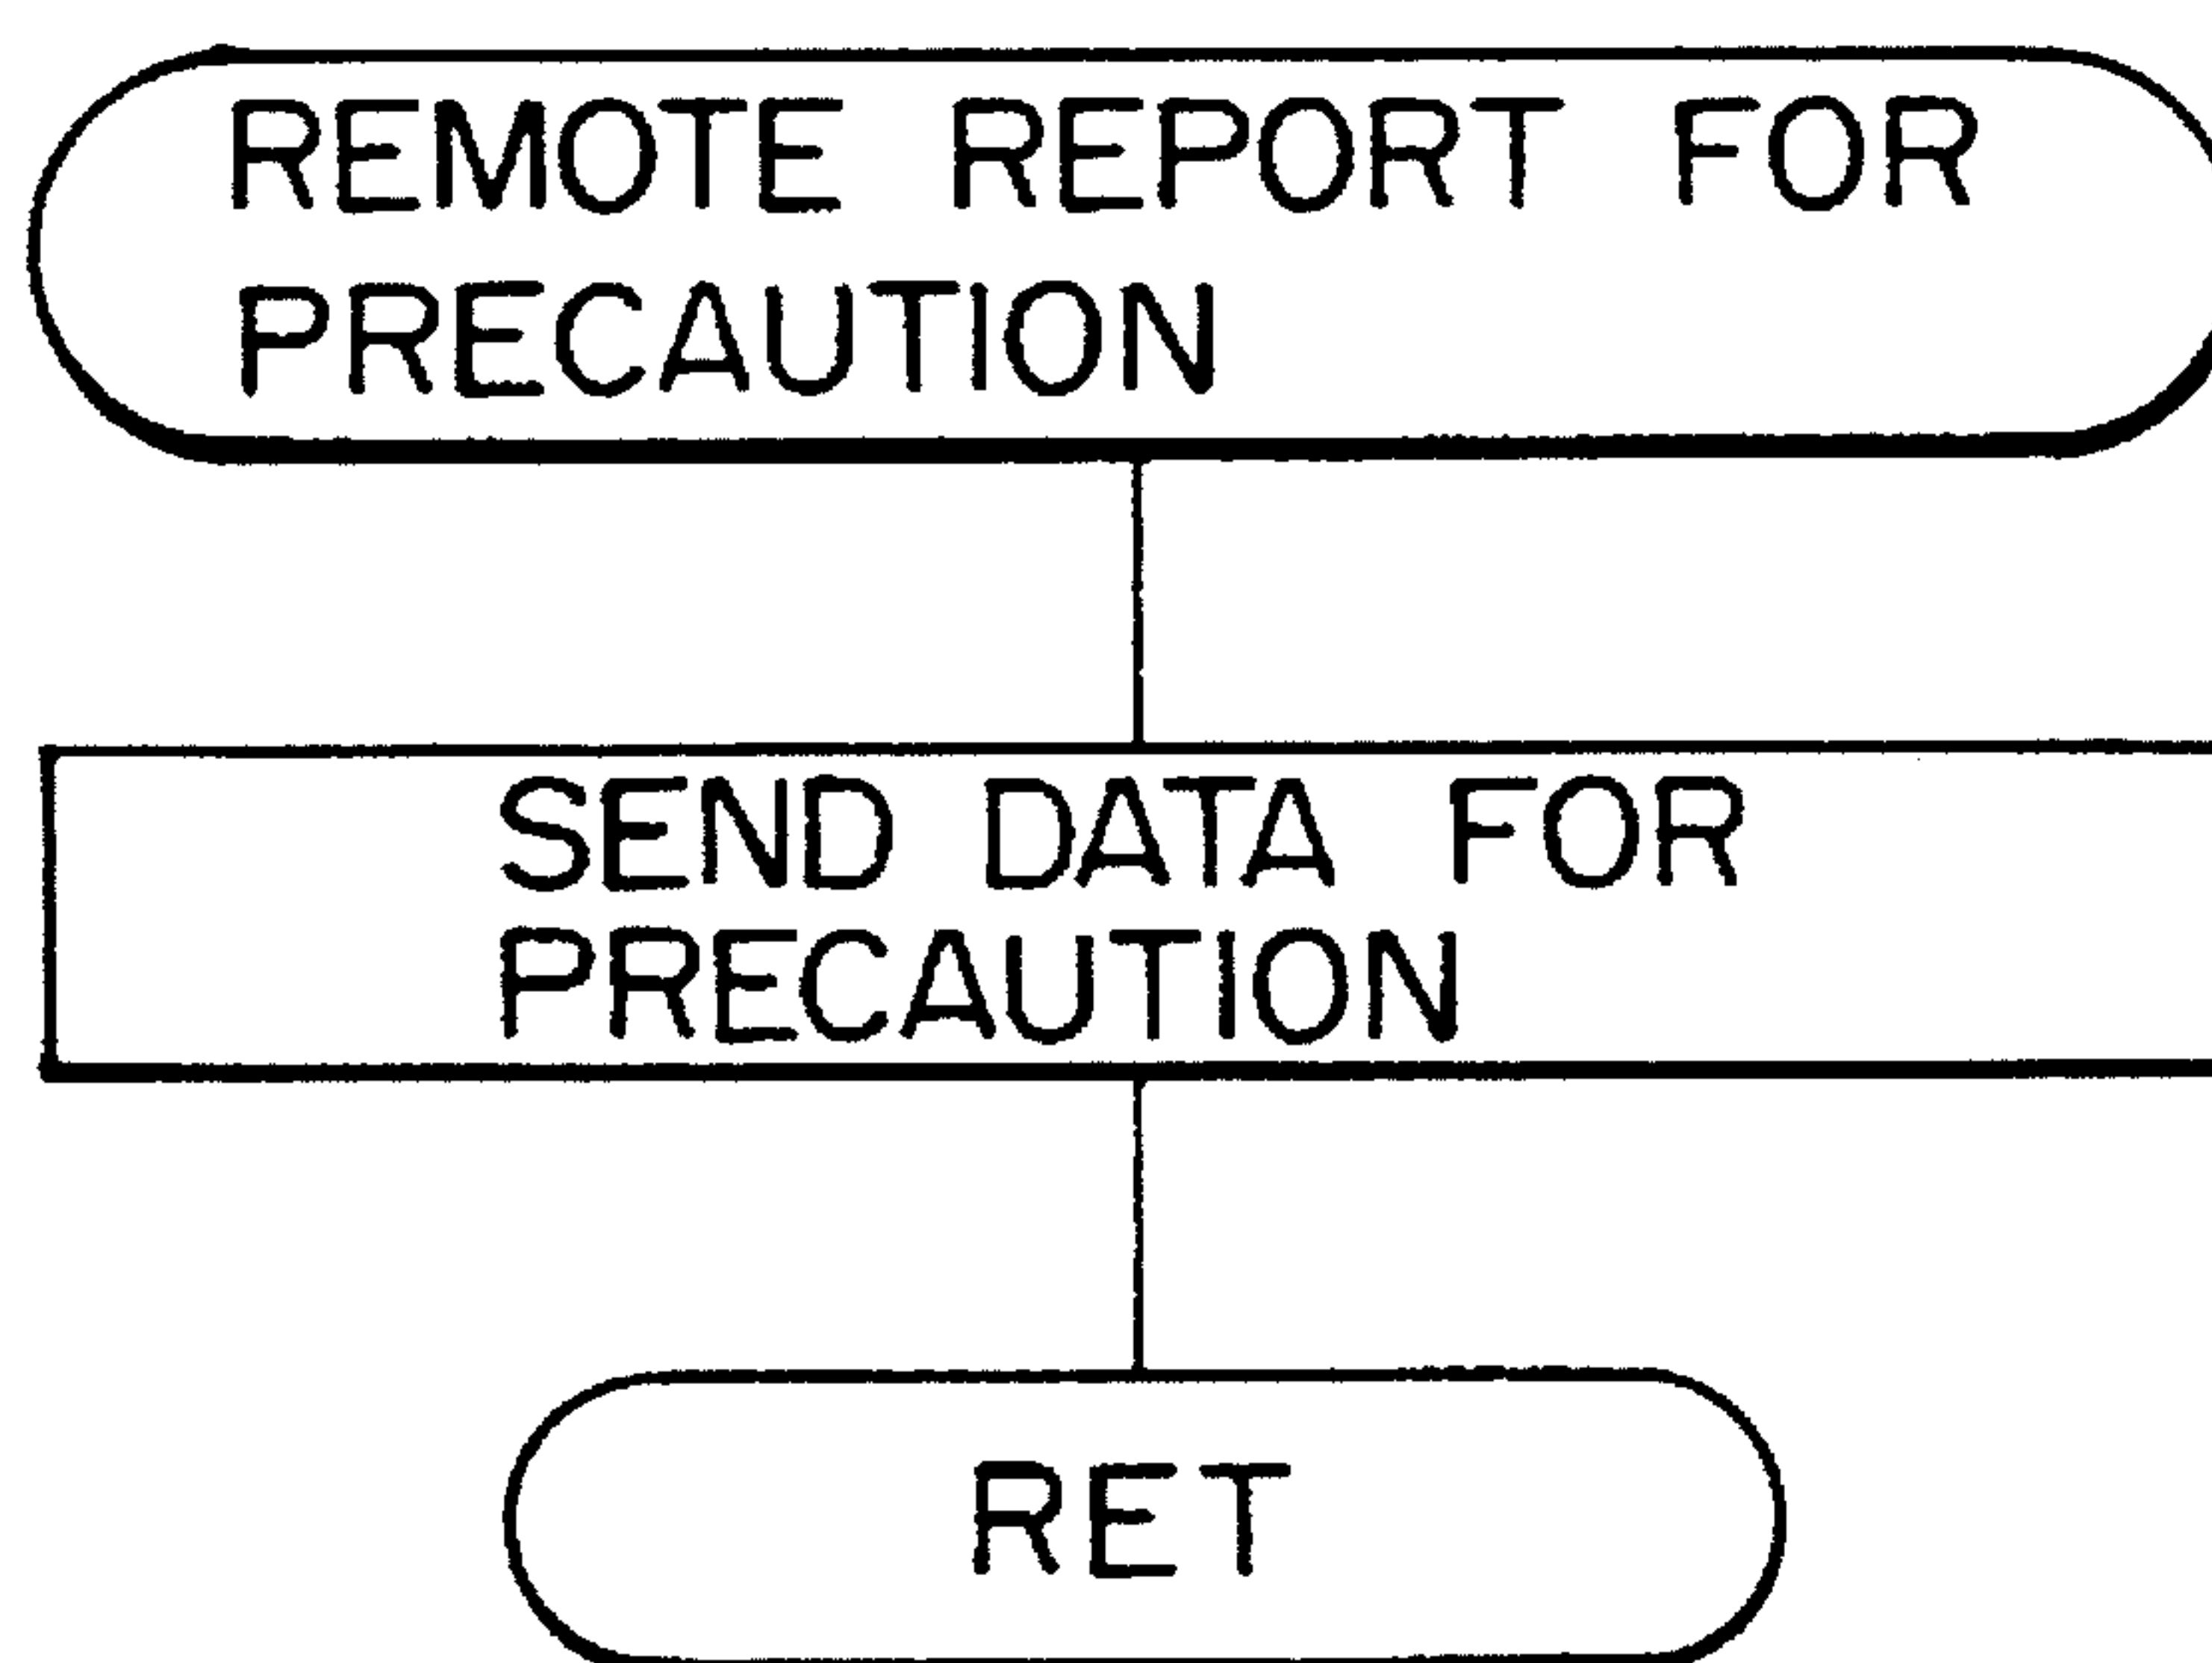 REMOTE REPORT FOR
PRECAUTION
SEND DATA FOR
PRECAUTION
RET